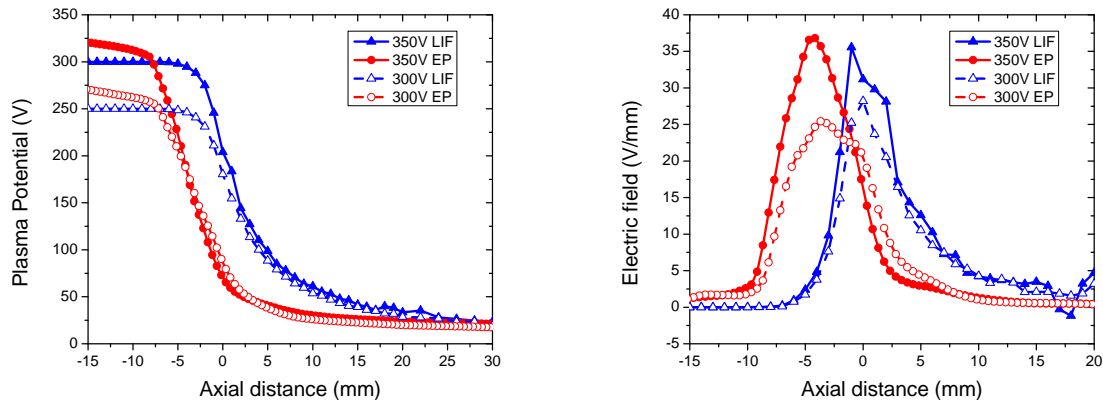 350
300
250
200
150
100
50
0
-15 -10 -5 0 5 10 15 20 25 30
Plasma Potential (V)
Axial distance (mm)
350V LIF
350V EP
300V LIF
300V EP
40
35
30
25
20
15
10
5
0
-5
-15 -10 -5 0 5 10 15 20
Electric field (V/mm)
Axial distance (mm)
350V LIF
350V EP
300V LIF
300V EP